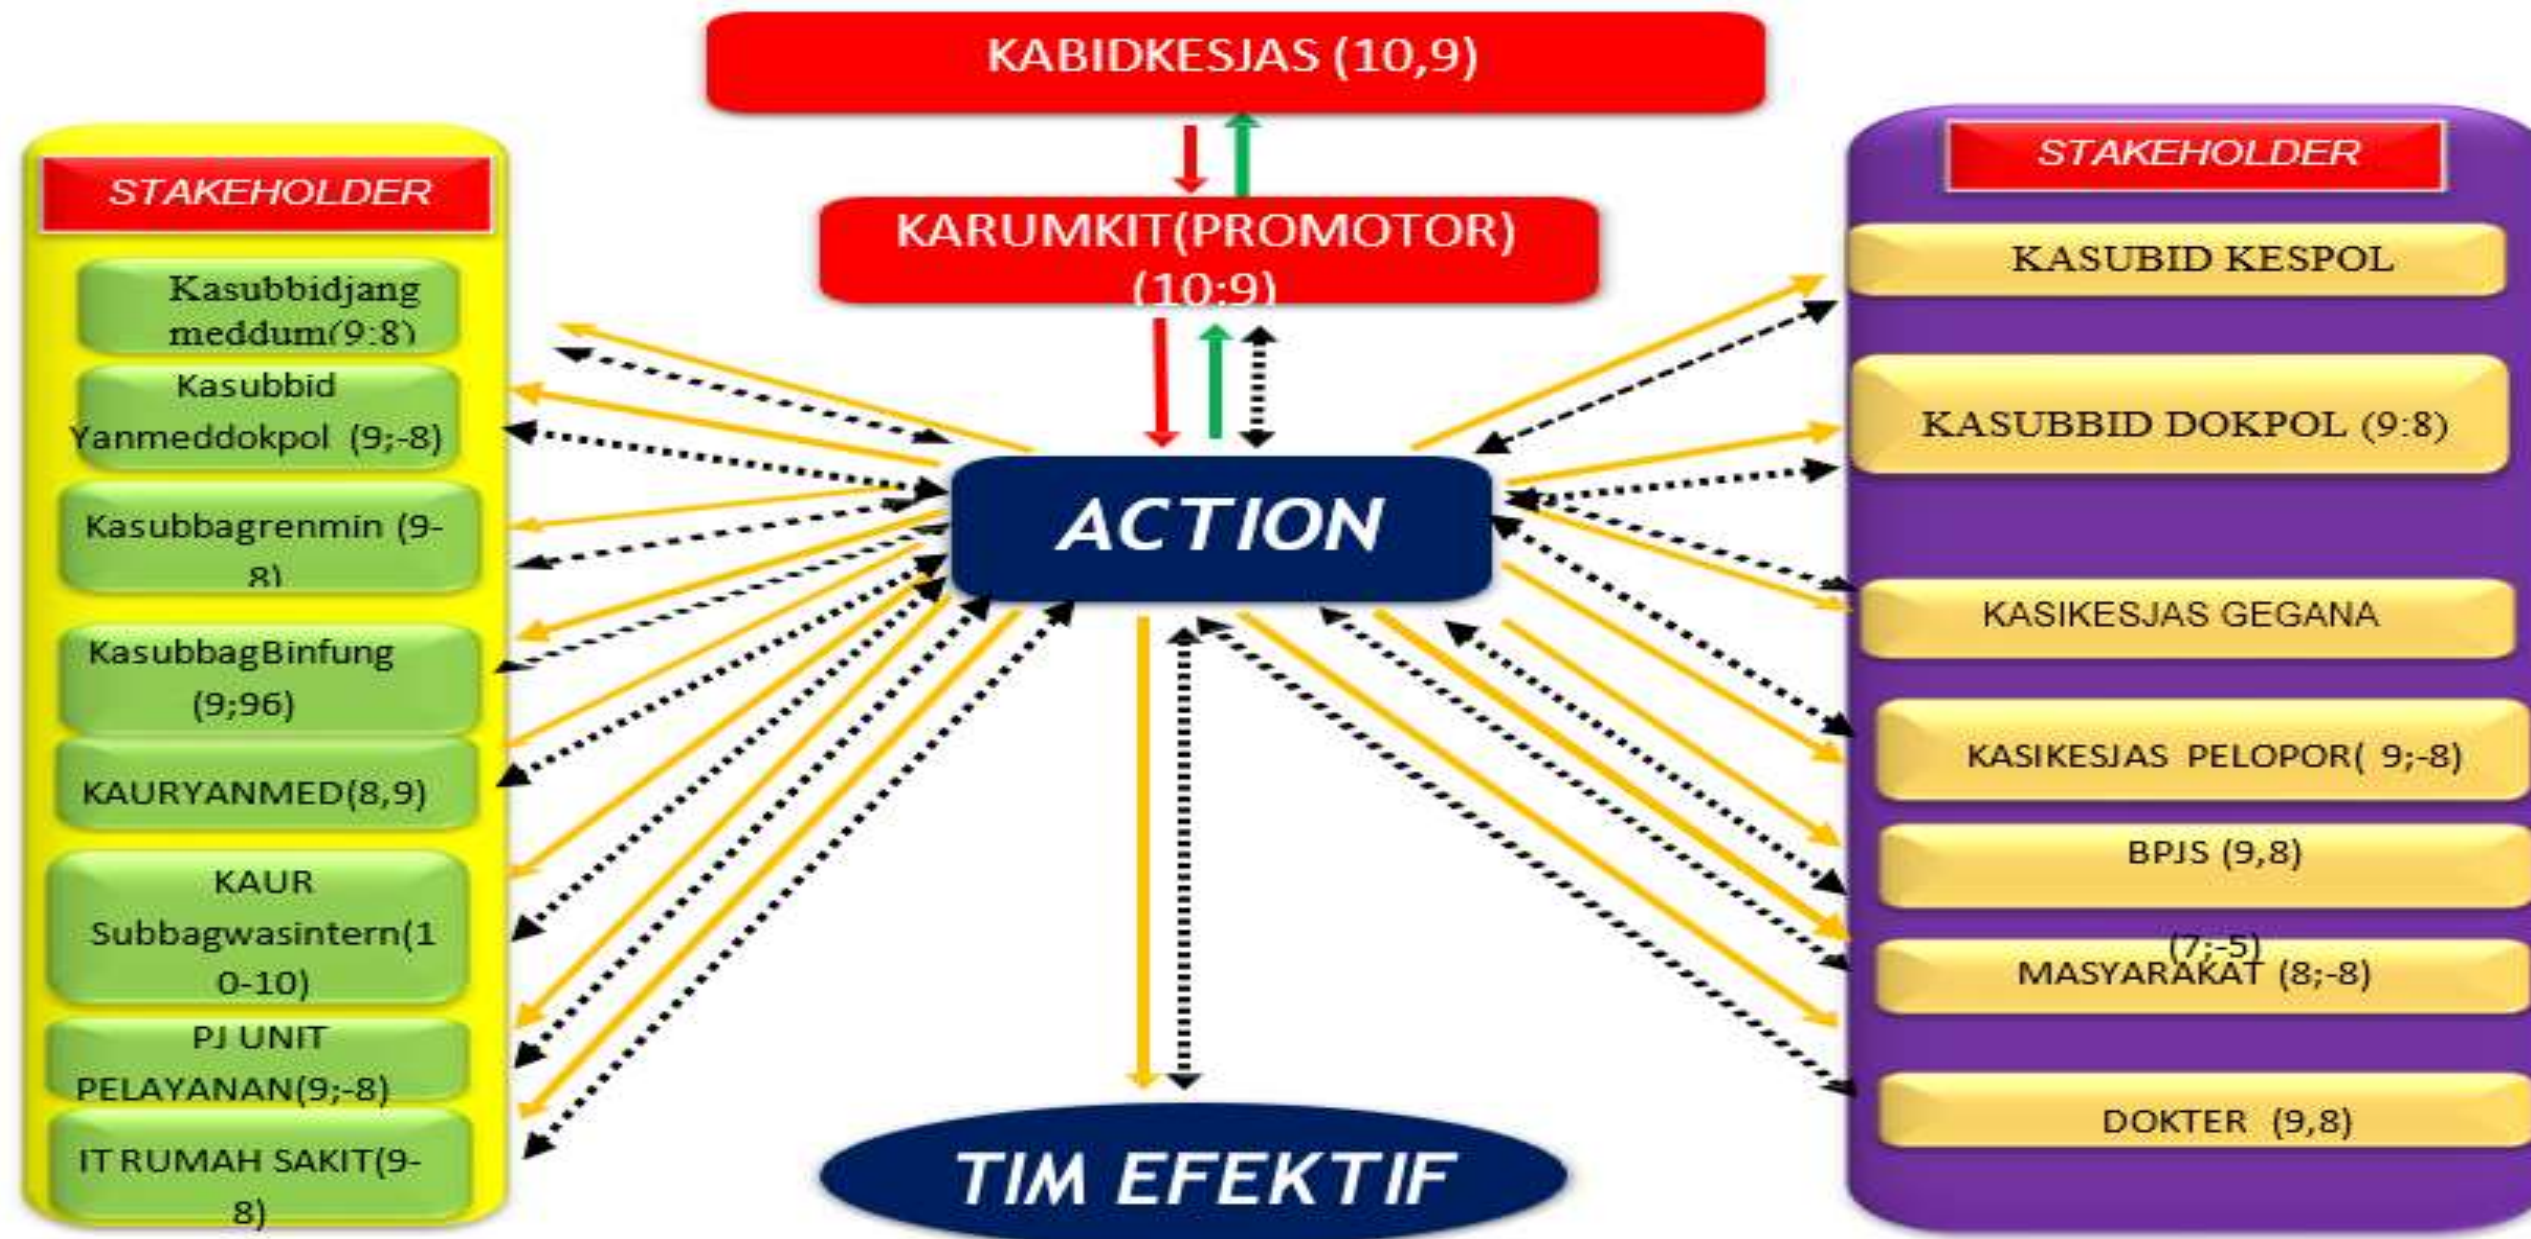 KABIDKESJAS (10,9)
KARUMKIT(PROMOTOR)
(10;9)
STAKEHOLDER
Kasubbidjang
meddum(9:8)
Kasubbid
Yanmeddokpol (9;-8)
Kasubbagrenmin (9-
8)
KasubbagBinfung
(9;96)
KAURYANMED(8,9)
KAUR
Subbagwasintern(1
0-10)
PJ UNIT
PELAYANAN(9;-8)
IT RUMAH SAKIT(9-
8)
ACTION
TIM EFEKTIF
STAKEHOLDER
KASUBID KESPOL
KASUBBID DOKPOL (9:8)
KASIKESJAS GEGANA
KASIKESJAS PELOPOR( 9;-8)
BPJS (9,8)
(7;-5)
MASYARAKAT (8;-8)
DOKTER (9,8)